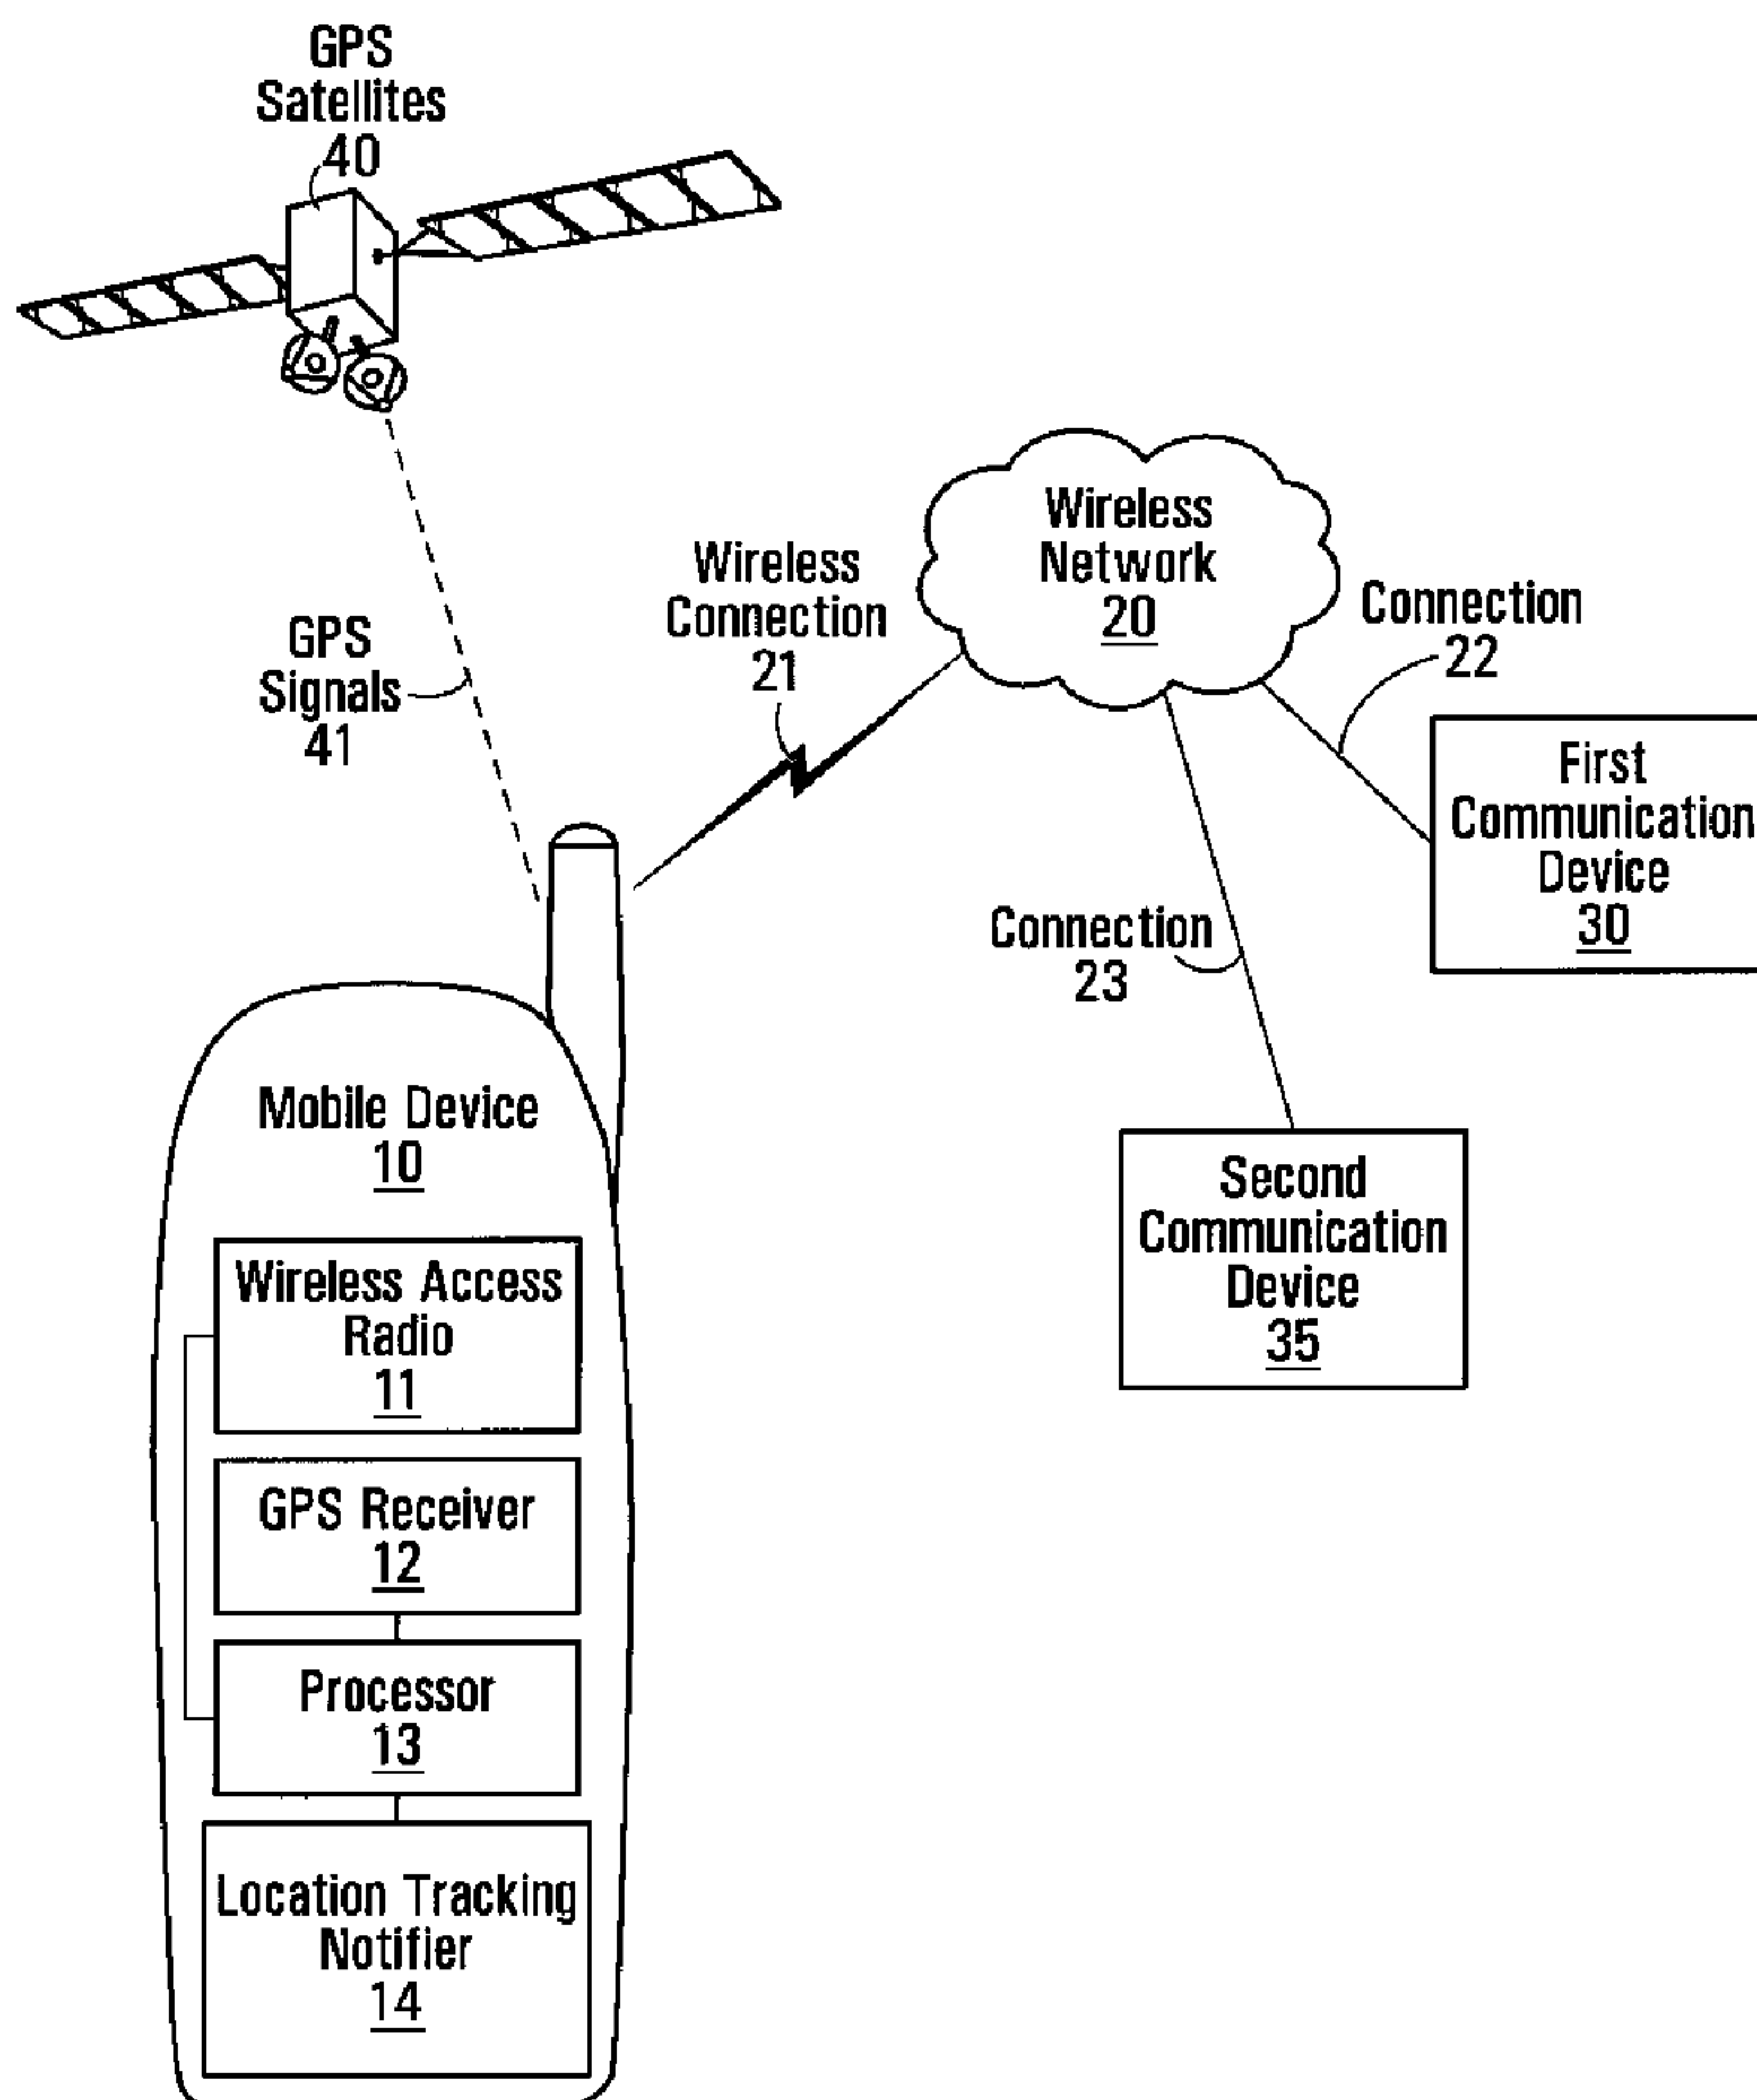 GPS
Satellites
40
Wireless
Network
20
Wireless
Connection
21
Connection
22
GPS
Signals
41
First
Communication
Device
30
Connection
23
Mobile Device
10
Second
Communication
Device
35
Wireless Access
Radio
11
GPS Receiver
12
Processor
13
Location Tracking
Notifier
14